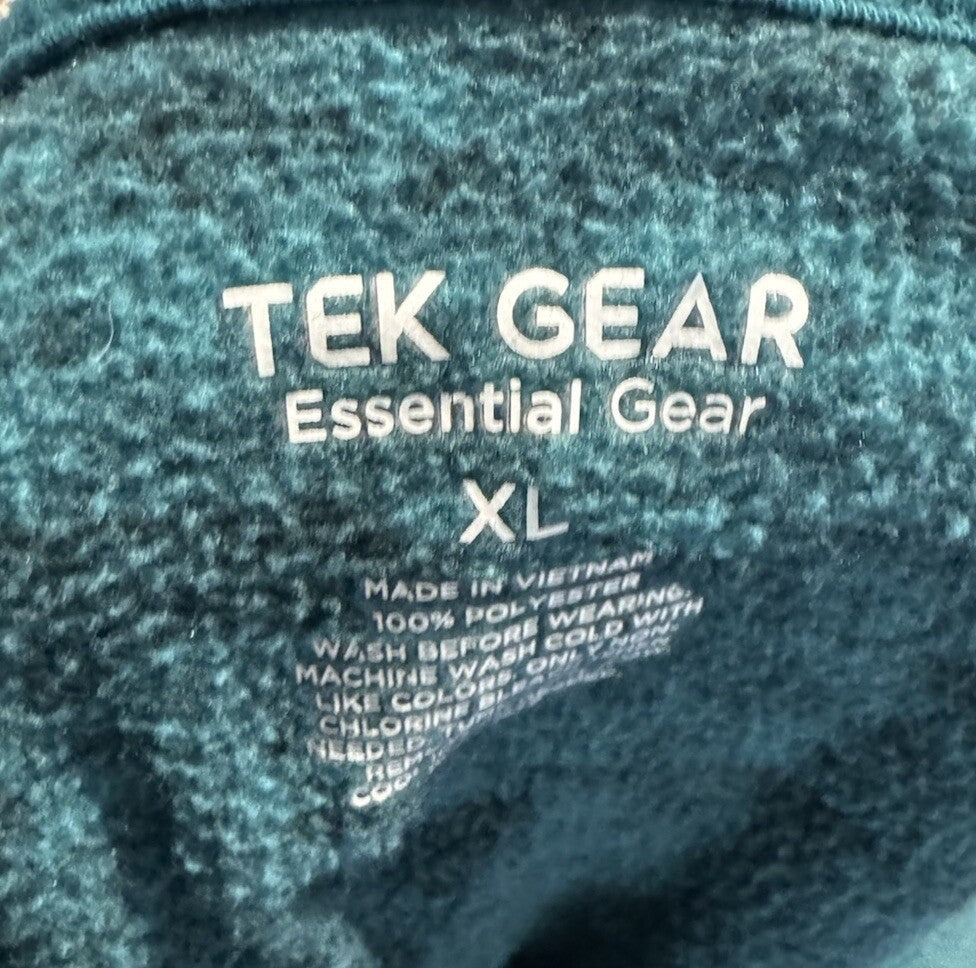 TEK GEAR
Essential Gear
XL
MADE IN VIETNAM
100% POLYESTER
WASH BEFORE WEARING.
MACHINE WASH COLD WITH
LIKE COLORS. ONLY NON-
CHLORINE
NEEDED.